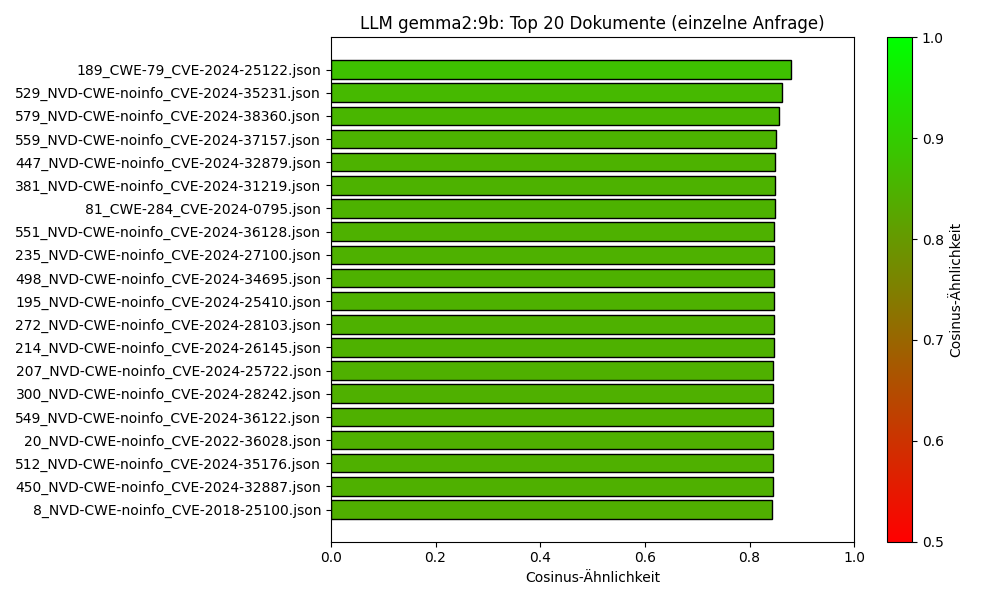 LLM gemma2:9b: Top 20 Dokumente (einzelne Anfrage)
189_CWE-79_CVE-2024-25122.json
529_NVD-CWE-noinfo_CVE-2024-35231.json
579_NVD-CWE-noinfo_CVE-2024-38360.json
559_NVD-CWE-noinfo_CVE-2024-37157.json
447_NVD-CWE-noinfo_CVE-2024-32879.json
381_NVD-CWE-noinfo_CVE-2024-31219.json
81_CWE-284_CVE-2024-0795.json
551_NVD-CWE-noinfo_CVE-2024-36128.json
235_NVD-CWE-noinfo_CVE-2024-27100.json
498_NVD-CWE-noinfo_CVE-2024-34695.json
195_NVD-CWE-noinfo_CVE-2024-25410.json
272_NVD-CWE-noinfo_CVE-2024-28103.json
214_NVD-CWE-noinfo_CVE-2024-26145.json
207_NVD-CWE-noinfo_CVE-2024-25722.json
300_NVD-CWE-noinfo_CVE-2024-28242.json
549_NVD-CWE-noinfo_CVE-2024-36122.json
20_NVD-CWE-noinfo_CVE-2022-36028.json
512_NVD-CWE-noinfo_CVE-2024-35176.json
450_NVD-CWE-noinfo_CVE-2024-32887.json
8_NVD-CWE-noinfo_CVE-2018-25100.json
0.0 0.2 0.4 0.6 0.8 1.0
Cosinus-Ähnlichkeit
1.0
0.9
0.8
0.7
0.6
0.5
Cosinus-Ähnlichkeit